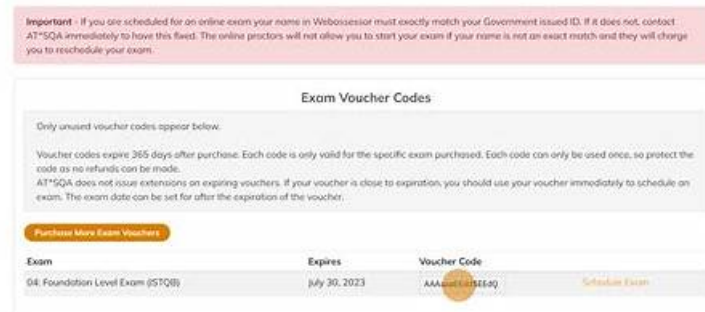 Important - If you are scheduled for an online exam your name in Webassessor must exactly match your Government issued ID. If it does not, contact
AT*SQA immediately to have this fixed. The online proctors will not allow you to start your exam if your name is not an exact match and they will charge
you to reschedule your exam.
Exam Voucher Codes
Only unused voucher codes appear below.
Voucher codes expire 365 days after purchase. Each code is only valid for the specific exam purchased. Each code can only be used once, so protect the
code as no refunds can be made.
AT*SQA does not issue extensions on expiring vouchers. If your voucher is close to expiration, you should use your voucher immediately to schedule an
exam. The exam date can be set for after the expiration of the voucher.
Purchase More Exam Vouchers
Exam Expires Voucher Code
04: Foundation Level Exam (ISTQB) July 30, 2023 Schedule Exam